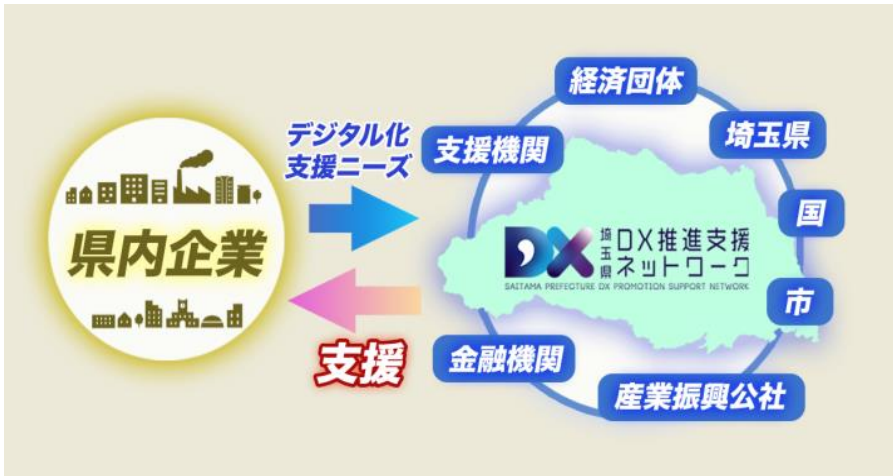 経済団体
デジタル化
支援ニーズ
支援機関
埼玉県
国
県内企業
DX
埼玉県
DX推進支援
ネットワーク
SAITAMA PREFECTURE DX PROMOTION SUPPORT NETWORK
市
支援
金融機関
産業振興公社